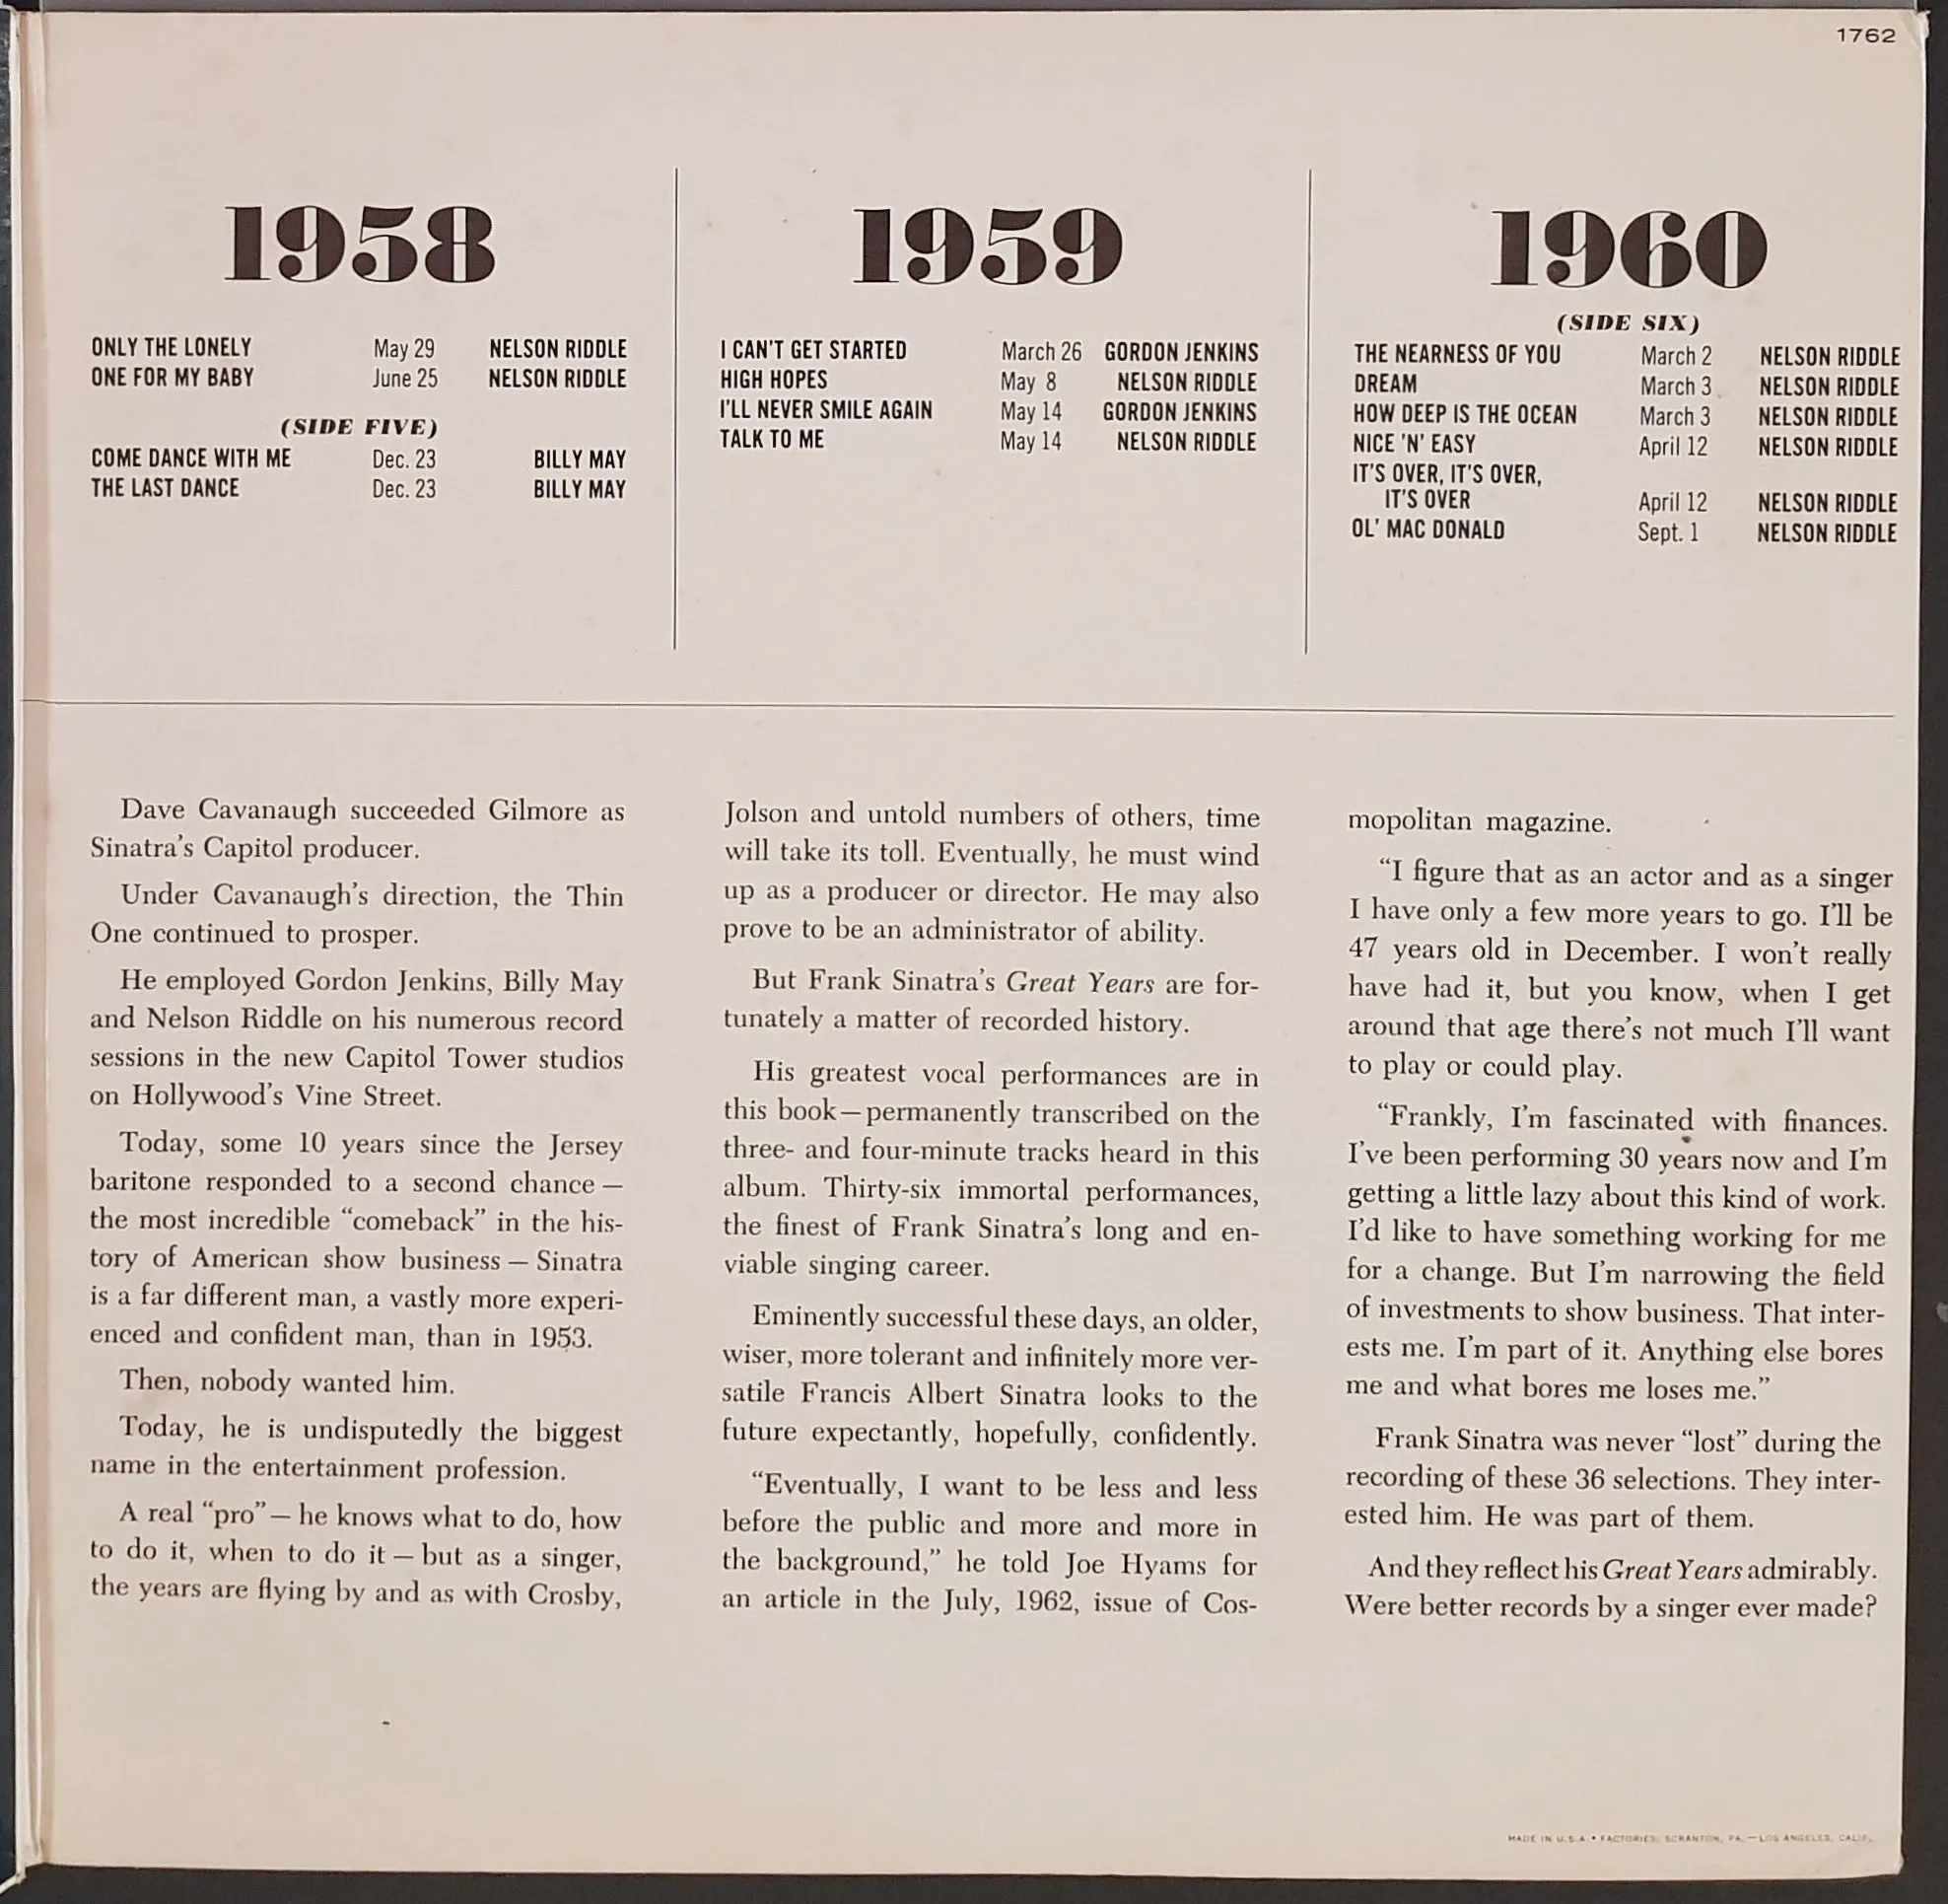 1762
1958
ONLY THE LONELY May 29 NELSON RIDDLE
ONE FOR MY BABY June 25 NELSON RIDDLE
(SIDE FIVE)
COME DANCE WITH ME Dec. 23 BILLY MAY
THE LAST DANCE Dec. 23 BILLY MAY
1959
I CAN'T GET STARTED March 26 GORDON JENKINS
HIGH HOPES May 8 NELSON RIDDLE
I'LL NEVER SMILE AGAIN May 14 GORDON JENKINS
TALK TO ME May 14 NELSON RIDDLE
1960
(SIDE SIX)
THE NEARNESS OF YOU March 2 NELSON RIDDLE
DREAM March 3 NELSON RIDDLE
HOW DEEP IS THE OCEAN March 3 NELSON RIDDLE
NICE 'N' EASY April 12 NELSON RIDDLE
IT'S OVER, IT'S OVER,
IT'S OVER April 12 NELSON RIDDLE
OL' MAC DONALD Sept. 1 NELSON RIDDLE
Dave Cavanaugh succeeded Gilmore as
Sinatra's Capitol producer.
Under Cavanaugh's direction, the Thin
One continued to prosper.
He employed Gordon Jenkins, Billy May
and Nelson Riddle on his numerous record
sessions in the new Capitol Tower studios
on Hollywood's Vine Street.
Today, some 10 years since the Jersey
baritone responded to a second chance —
the most incredible “comeback” in the his-
tory of American show business — Sinatra
is a far different man, a vastly more experi-
enced and confident man, than in 1953.
Then, nobody wanted him.
Today, he is undisputedly the biggest
name in the entertainment profession.
A real “pro” — he knows what to do, how
to do it, when to do it — but as a singer,
the years are flying by and as with Crosby,
Jolson and untold numbers of others, time
will take its toll. Eventually, he must wind
up as a producer or director. He may also
prove to be an administrator of ability.
But Frank Sinatra's Great Years are for-
tunately a matter of recorded history.
His greatest vocal performances are in
this book—permanently transcribed on the
three- and four-minute tracks heard in this
album. Thirty-six immortal performances,
the finest of Frank Sinatra's long and en-
viable singing career.
Eminently successful these days, an older,
wiser, more tolerant and infinitely more ver-
satile Francis Albert Sinatra looks to the
future expectantly, hopefully, confidently.
“Eventually, I want to be less and less
before the public and more and more in
the background,” he told Joe Hyams for
an article in the July, 1962, issue of Cos-
mopolitan magazine.
“I figure that as an actor and as a singer
I have only a few more years to go. I'll be
47 years old in December. I won't really
have had it, but you know, when I get
around that age there's not much I'll want
to play or could play.
“Frankly, I'm fascinated with finances.
I've been performing 30 years now and I'm
getting a little lazy about this kind of work.
I'd like to have something working for me
for a change. But I'm narrowing the field
of investments to show business. That inter-
ests me. I'm part of it. Anything else bores
me and what bores me loses me.”
Frank Sinatra was never “lost” during the
recording of these 36 selections. They inter-
ested him. He was part of them.
And they reflect his Great Years admirably.
Were better records by a singer ever made?
MADE IN U.S.A. • FACTORIES: SCRANTON, PA.—LOS ANGELES, CALIF.